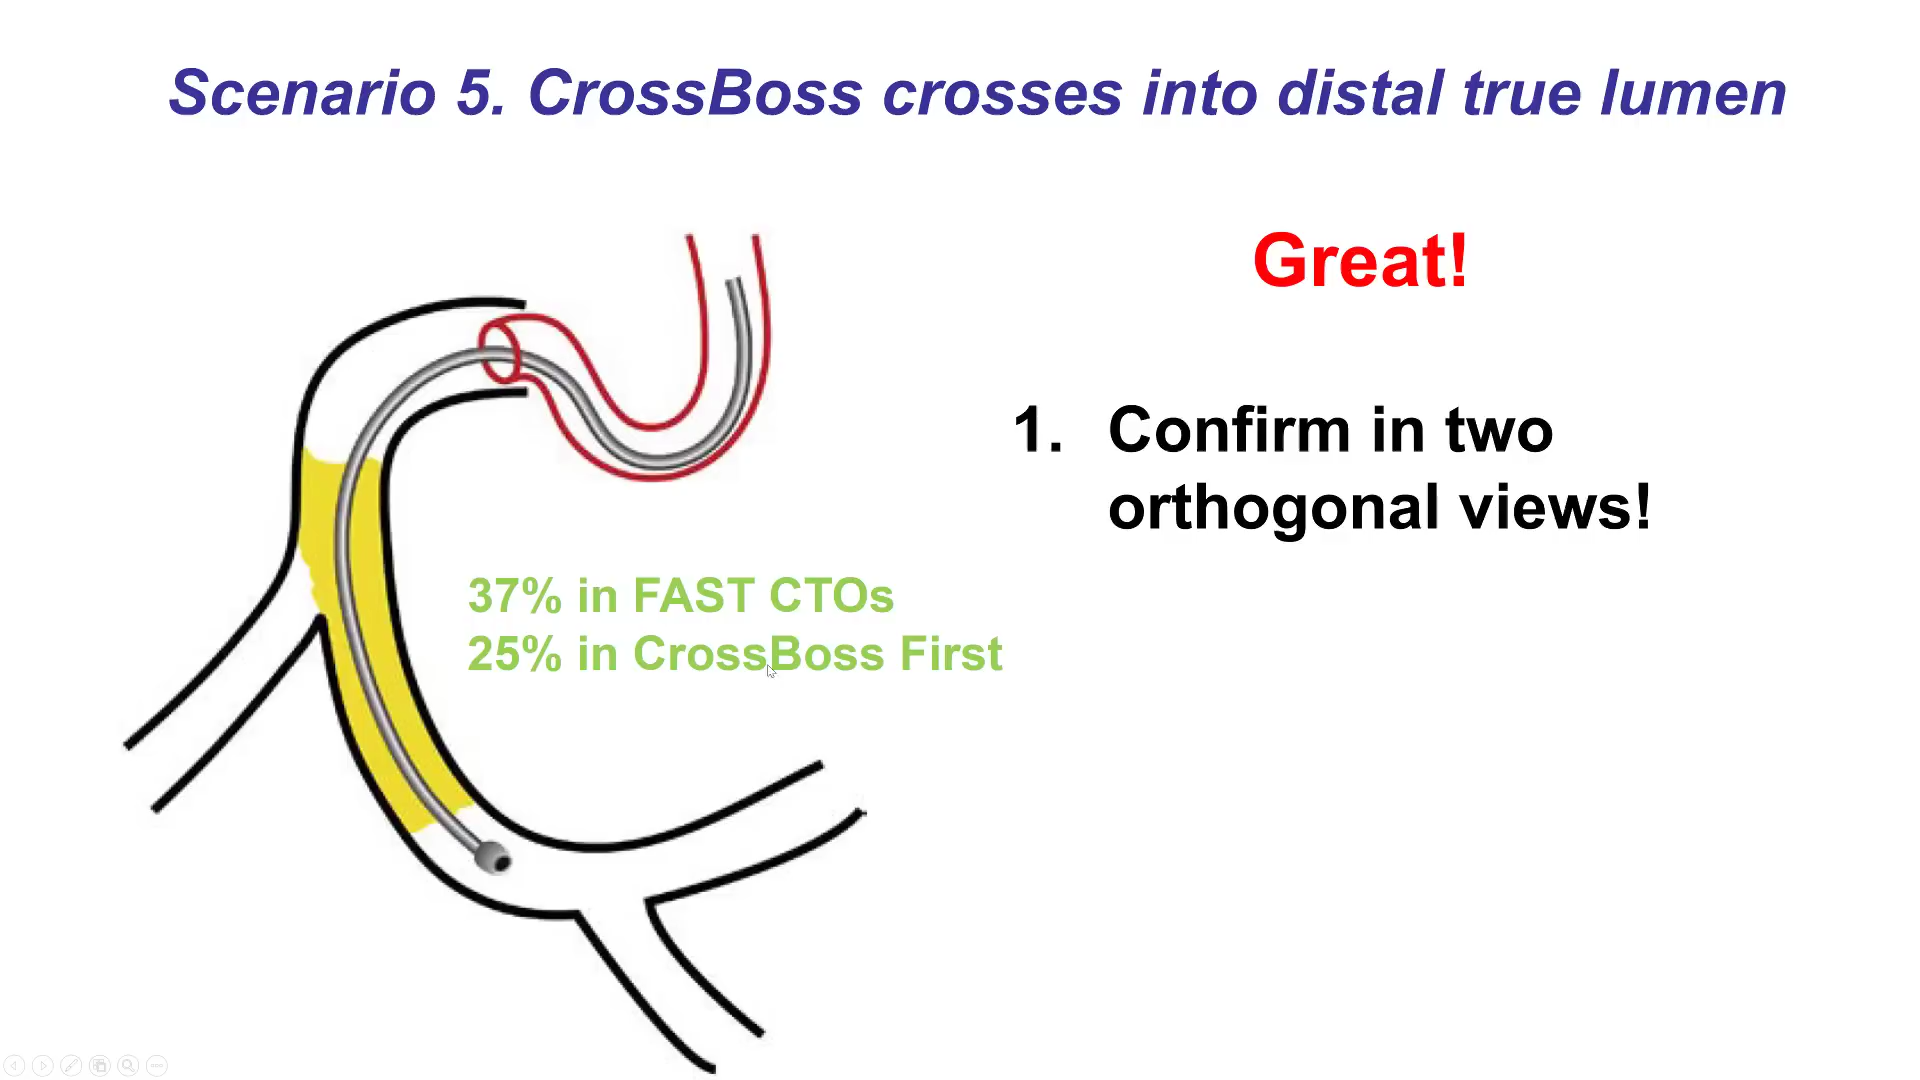 Scenario 5. CrossBoss crosses into distal true lumen
Great!
1. Confirm in two
orthogonal views!
37% in FAST CTOs
25% in CrossBoss First